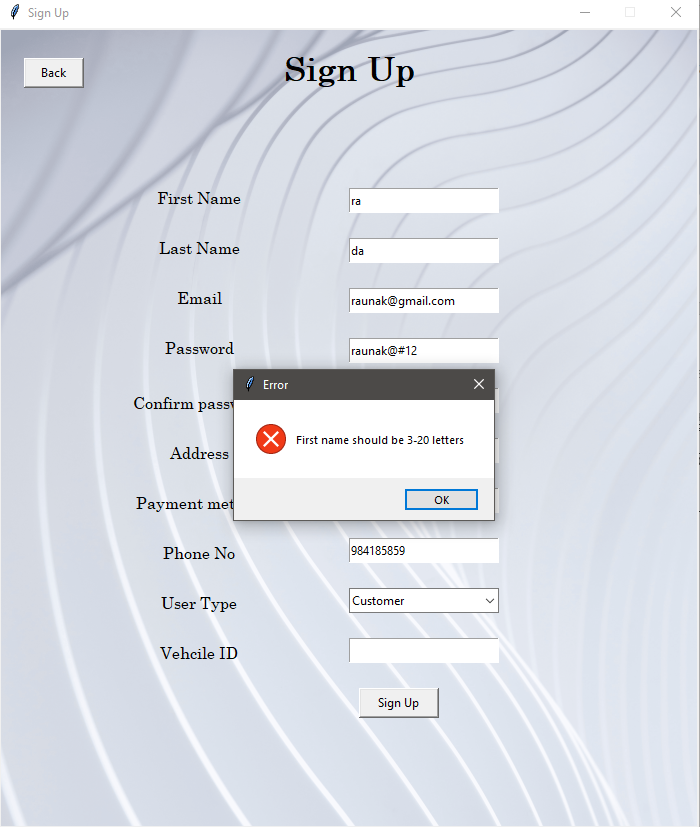 Sign Up
Back
Sign Up
First Name
ra
Last Name
da
Email
raunak@gmail.com
Password
raunak@#12
Error
Confirm passw
First name should be 3-20 letters
Address
Payment met
OK
Phone No
984185859
User Type
Customer
Vehcile ID
Sign Up